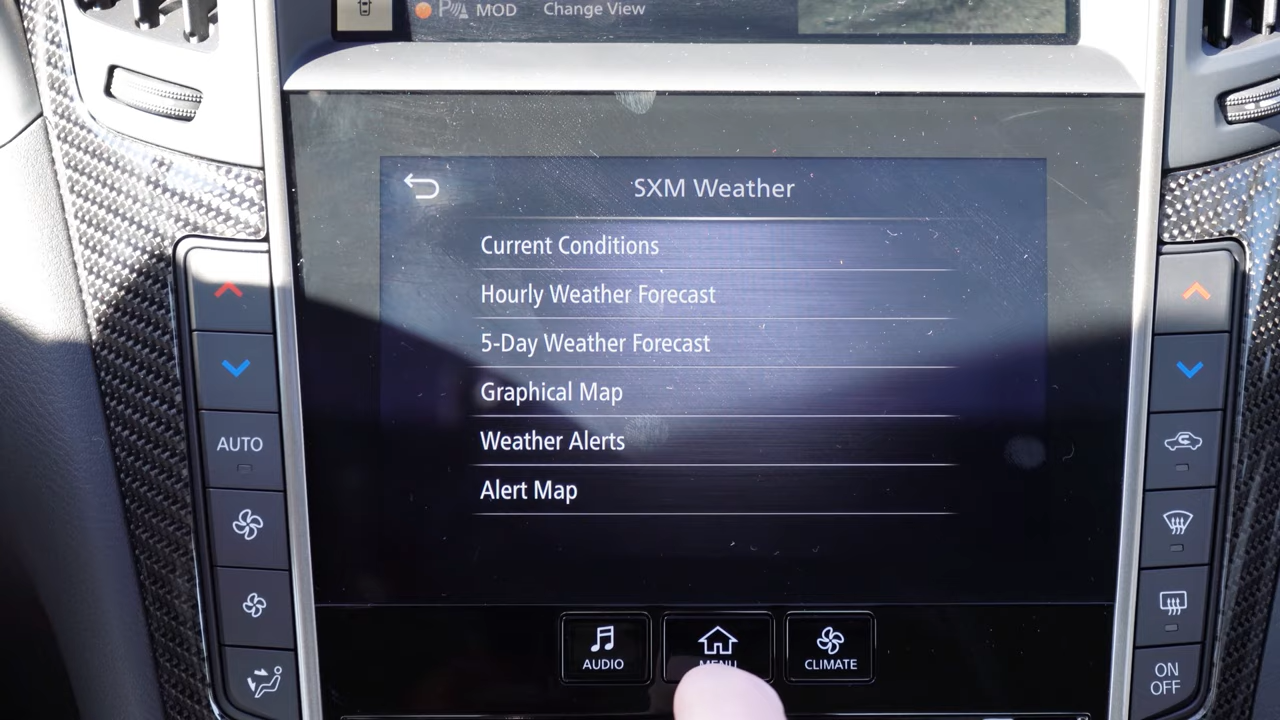 MOD Change View
SXM Weather
Current Conditions
Hourly Weather Forecast
5-Day Weather Forecast
Graphical Map
Weather Alerts
Alert Map
AUTO
AUDIO
MENU
CLIMATE
ON
OFF